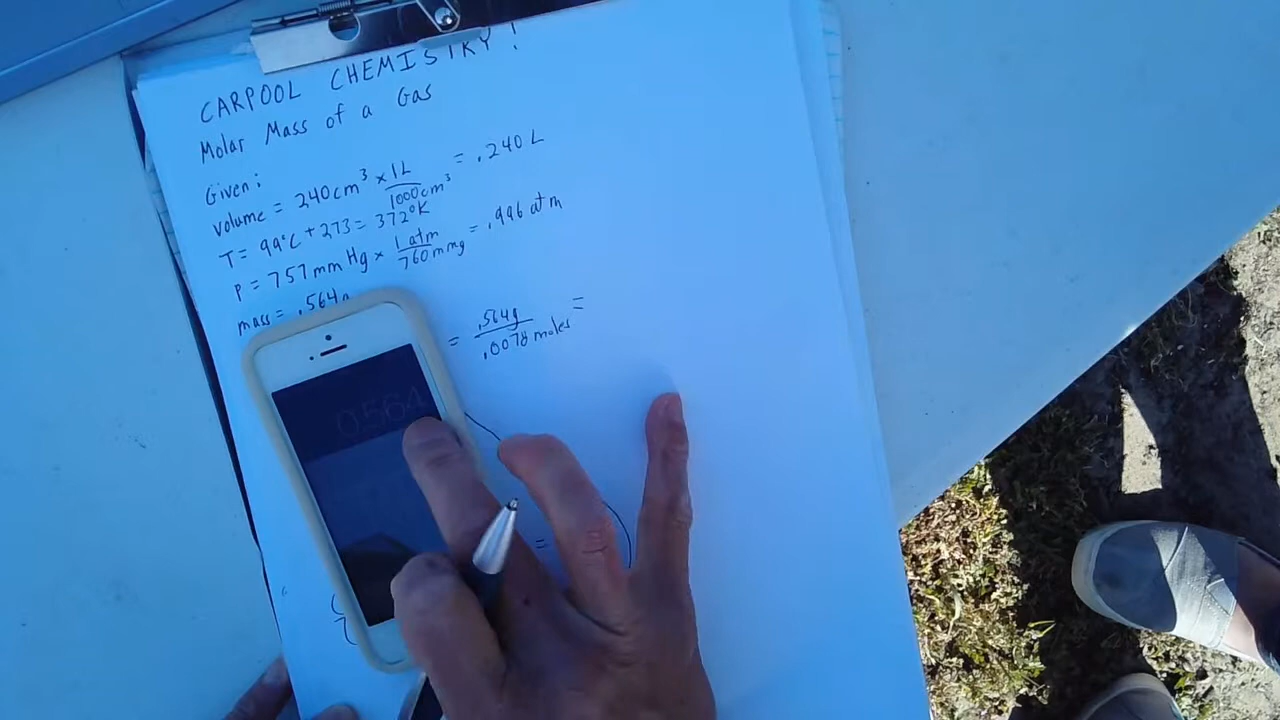 CARPOOL CHEMISTRY!
Molar Mass of a Gas
Given:
Volume = 240cm³ × 1L / 1000cm³ = .240 L
T = 99°C + 273 = 372°K
P = 757 mm Hg × 1 atm / 760 mmg = .996 atm
mass = .564g
= .564g / .0078 moles =
0.564
=